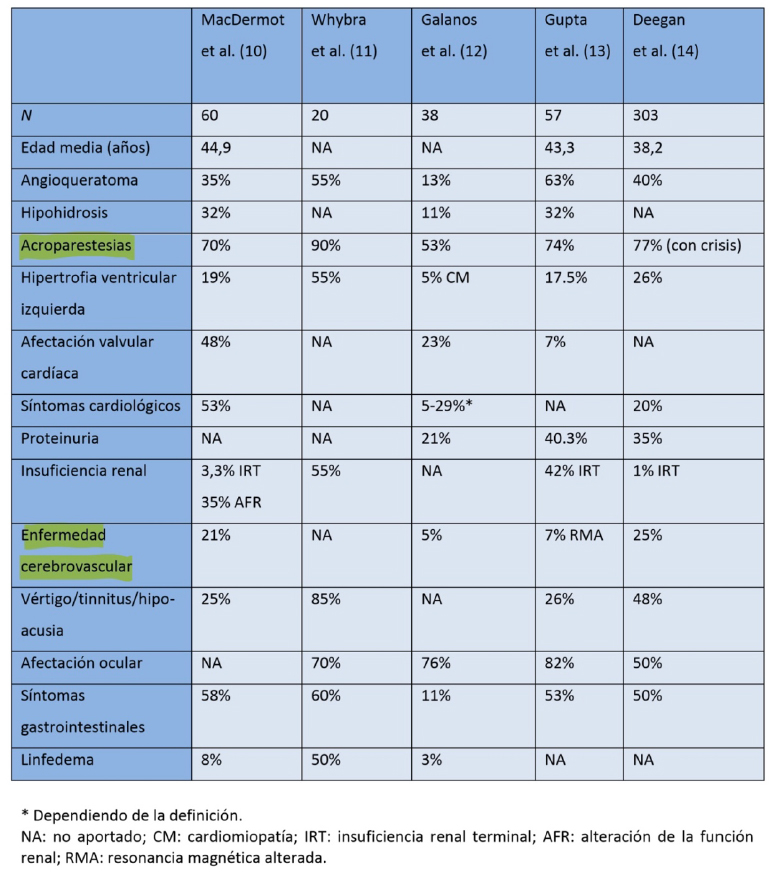 MacDermot Whybra Galanos Gupta Deegan
et al. (10) et al. (11) et al. (12) et al. (13) et al. (14)
N 60 20 38 57 303
Edad media (años) 44,9 NA NA 43,3 38,2
Angioqueratoma 35% 55% 13% 63% 40%
Hipohidrosis 32% NA 11% 32% NA
Acroparestesias 70% 90% 53% 74% 77% (con crisis)
Hipertrofia ventricular 19% 55% 5% CM 17.5% 26%
izquierda
Afectación valvular 48% NA 23% 7% NA
cardíaca
Síntomas cardiológicos 53% NA 5-29%* NA 20%
Proteinuria NA NA 21% 40.3% 35%
Insuficiencia renal 3,3% IRT 55% NA 42% IRT 1% IRT
35% AFR
Enfermedad 21% NA 5% 7% RMA 25%
cerebrovascular
Vértigo/tinnitus/hipo- 25% 85% NA 26% 48%
acusia
Afectación ocular NA 70% 76% 82% 50%
Síntomas 58% 60% 11% 53% 50%
gastrointestinales
Linfedema 8% 50% 3% NA NA
* Dependiendo de la definición.
NA: no aportado; CM: cardiomiopatía; IRT: insuficiencia renal terminal; AFR: alteración de la función
renal; RMA: resonancia magnética alterada.